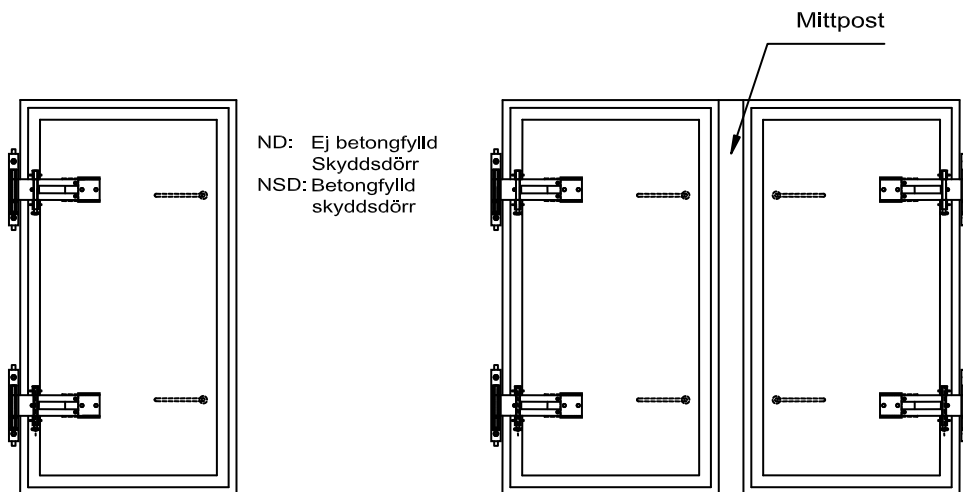 Mittpost
ND: Ej betongfylld
Skyddsdörr
NSD: Betongfylld
skyddsdörr